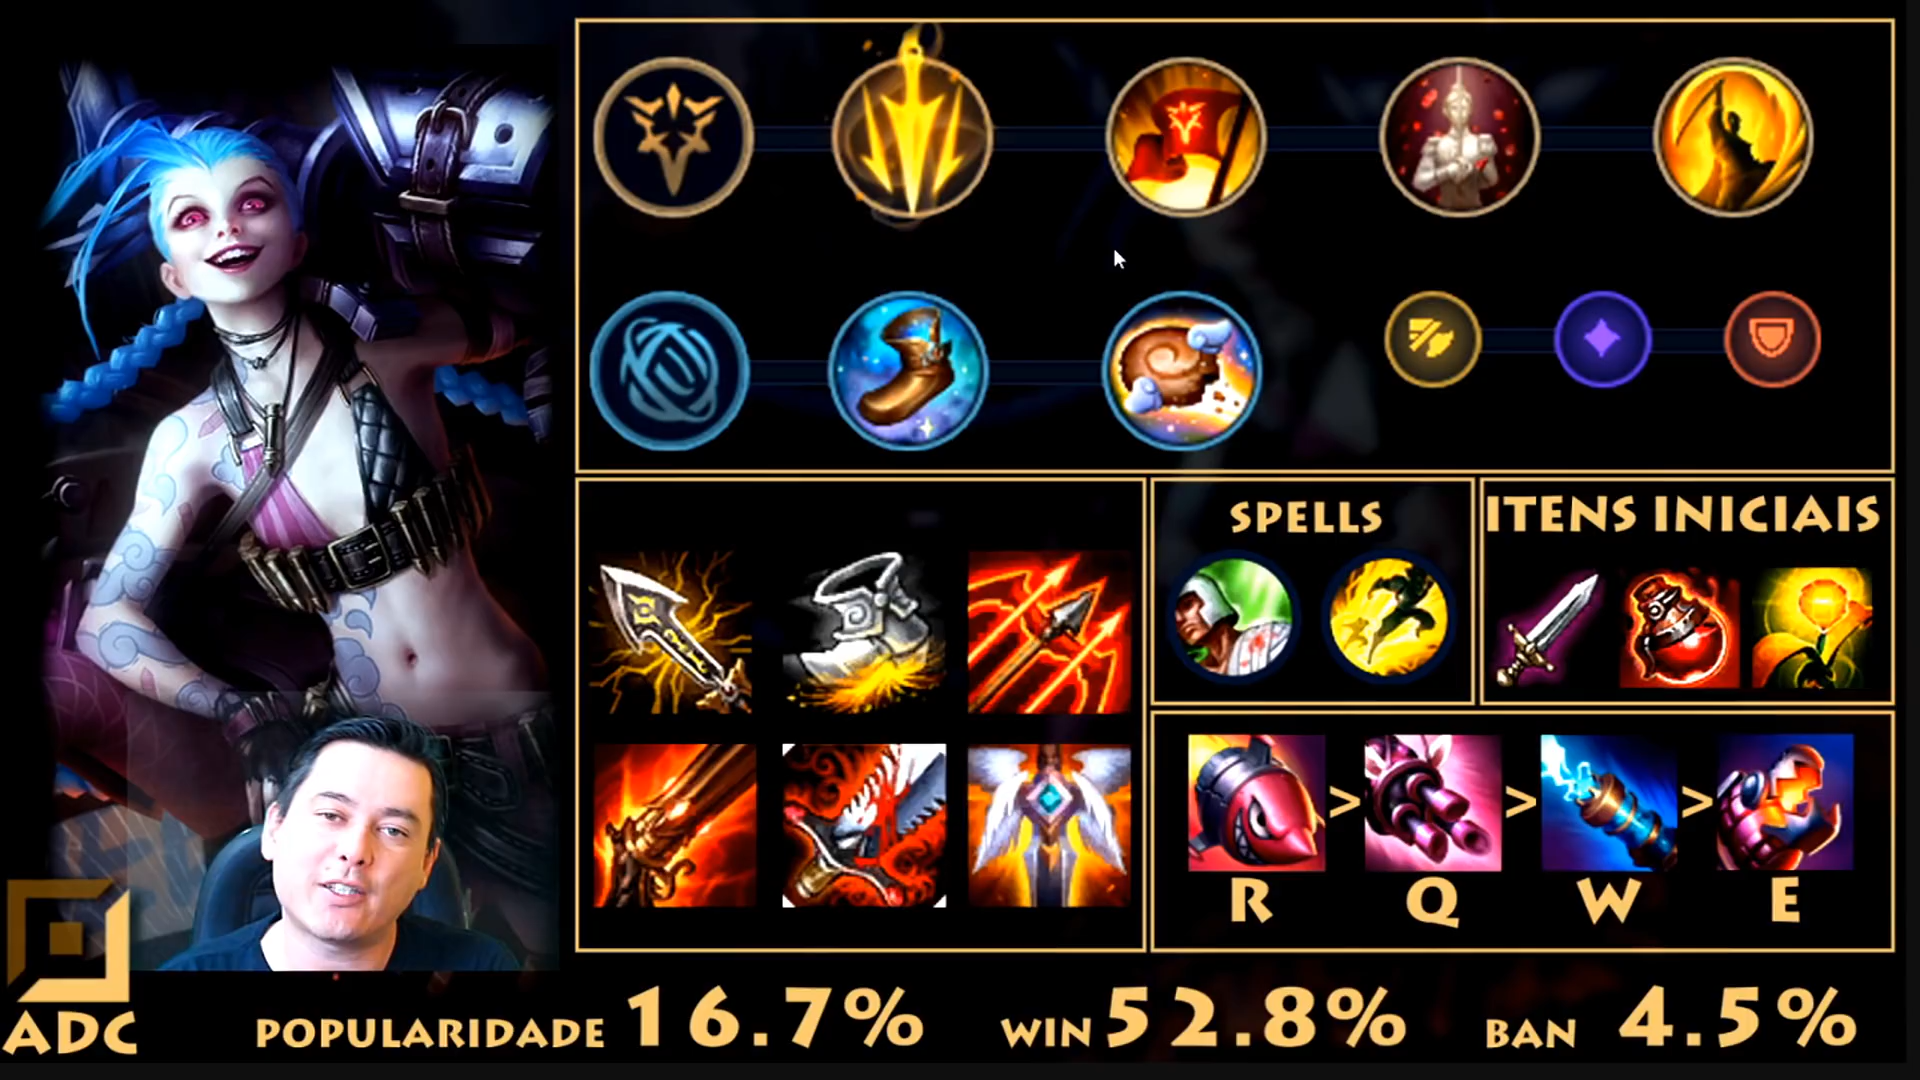 SPELLS
ITENS INICIAIS
> > >
R Q W E
ADC
POPULARIDADE 16.7% WIN 52.8% BAN 4.5%